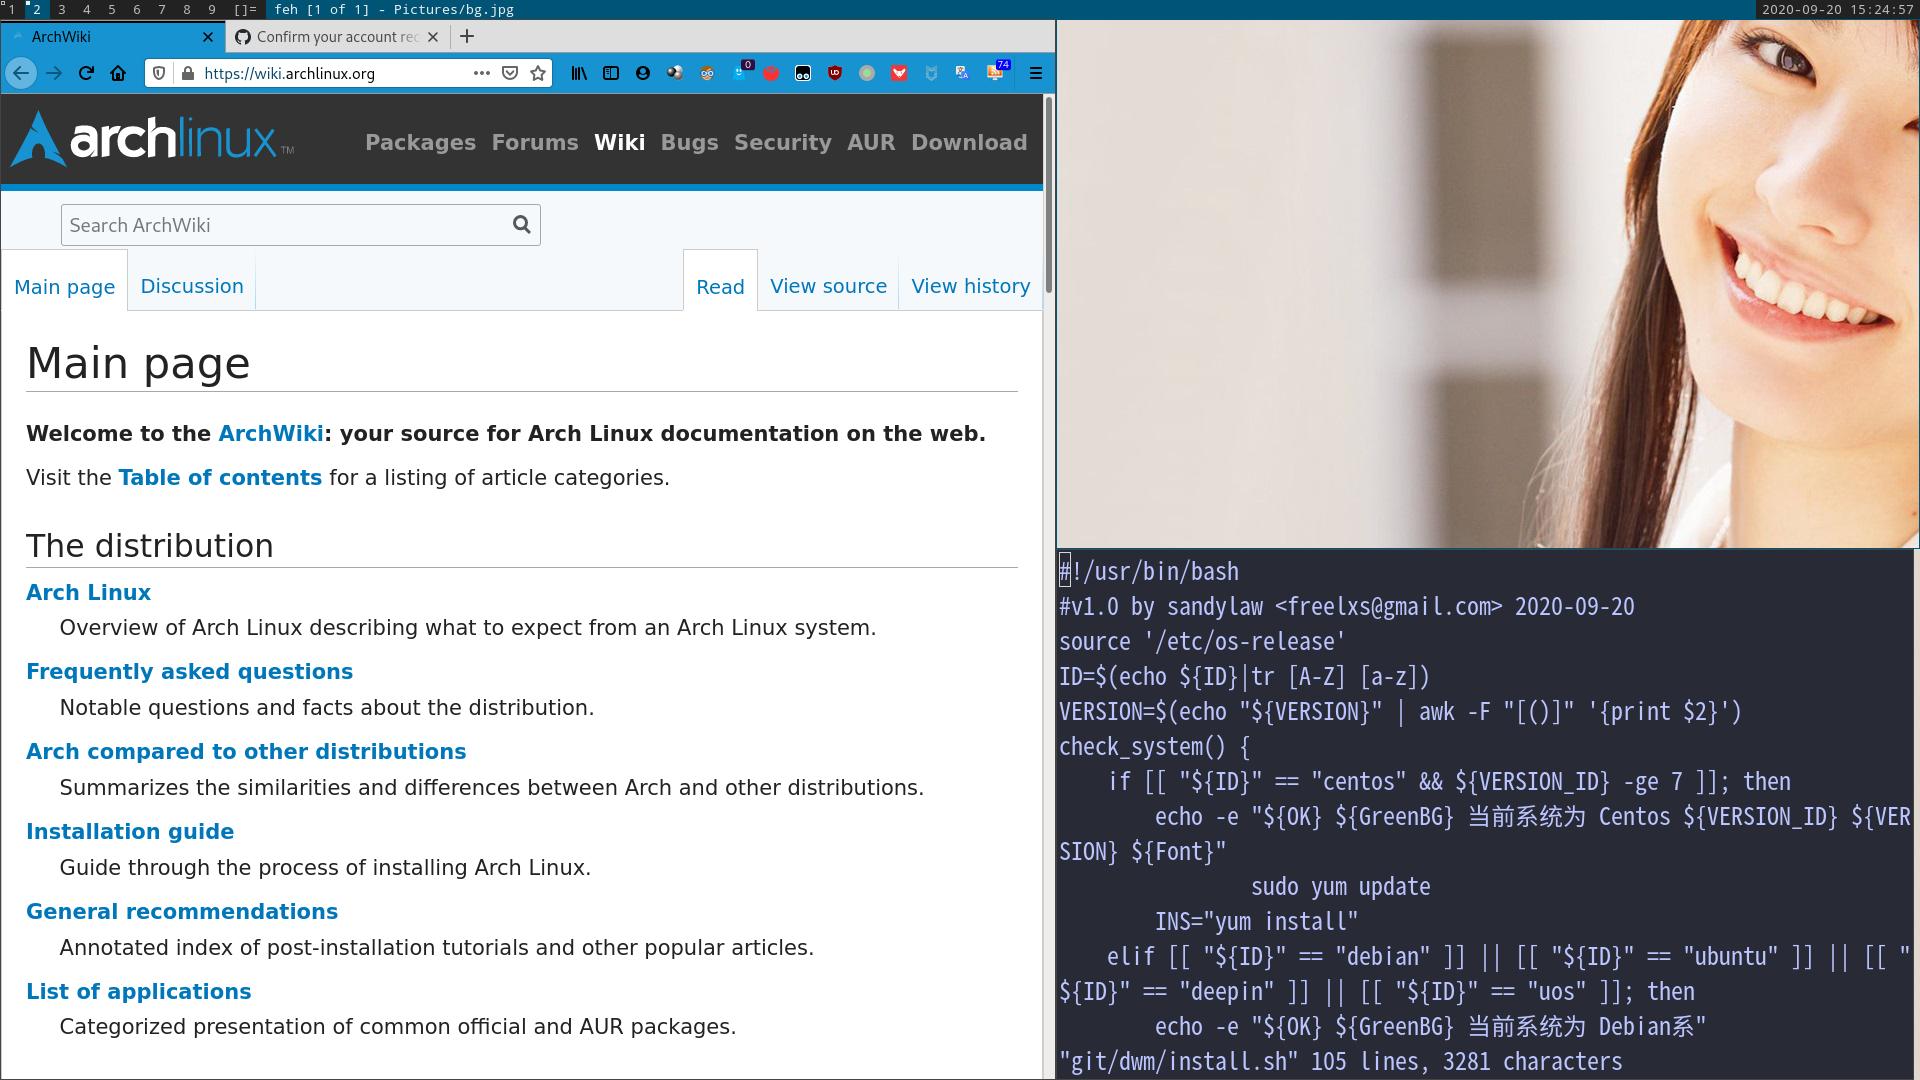 1 2 3 4 5 6 7 8 9 []= feh [1 of 1] - Pictures/bg.jpg 2020-09-20 15:24:57
ArchWiki
Confirm your account rec
https://wiki.archlinux.org
0
74
archlinux™
Packages Forums Wiki Bugs Security AUR Download
Search ArchWiki
Main page Discussion Read View source View history
Main page
Welcome to the ArchWiki: your source for Arch Linux documentation on the web.
Visit the Table of contents for a listing of article categories.
The distribution
Arch Linux
Overview of Arch Linux describing what to expect from an Arch Linux system.
Frequently asked questions
Notable questions and facts about the distribution.
Arch compared to other distributions
Summarizes the similarities and differences between Arch and other distributions.
Installation guide
Guide through the process of installing Arch Linux.
General recommendations
Annotated index of post-installation tutorials and other popular articles.
List of applications
Categorized presentation of common official and AUR packages.
#!/usr/bin/bash
#v1.0 by sandylaw <freelxs@gmail.com> 2020-09-20
source '/etc/os-release'
ID=$(echo ${ID}|tr [A-Z] [a-z])
VERSION=$(echo "${VERSION}" | awk -F "[()]" '{print $2}')
check_system() {
if [[ "${ID}" == "centos" && ${VERSION_ID} -ge 7 ]]; then
echo -e "${OK} ${GreenBG} 当前系统为 Centos ${VERSION_ID} ${VER
SION} ${Font}"
sudo yum update
INS="yum install"
elif [[ "${ID}" == "debian" ]] || [[ "${ID}" == "ubuntu" ]] || [[ "
${ID}" == "deepin" ]] || [[ "${ID}" == "uos" ]]; then
echo -e "${OK} ${GreenBG} 当前系统为 Debian系"
"git/dwm/install.sh" 105 lines, 3281 characters